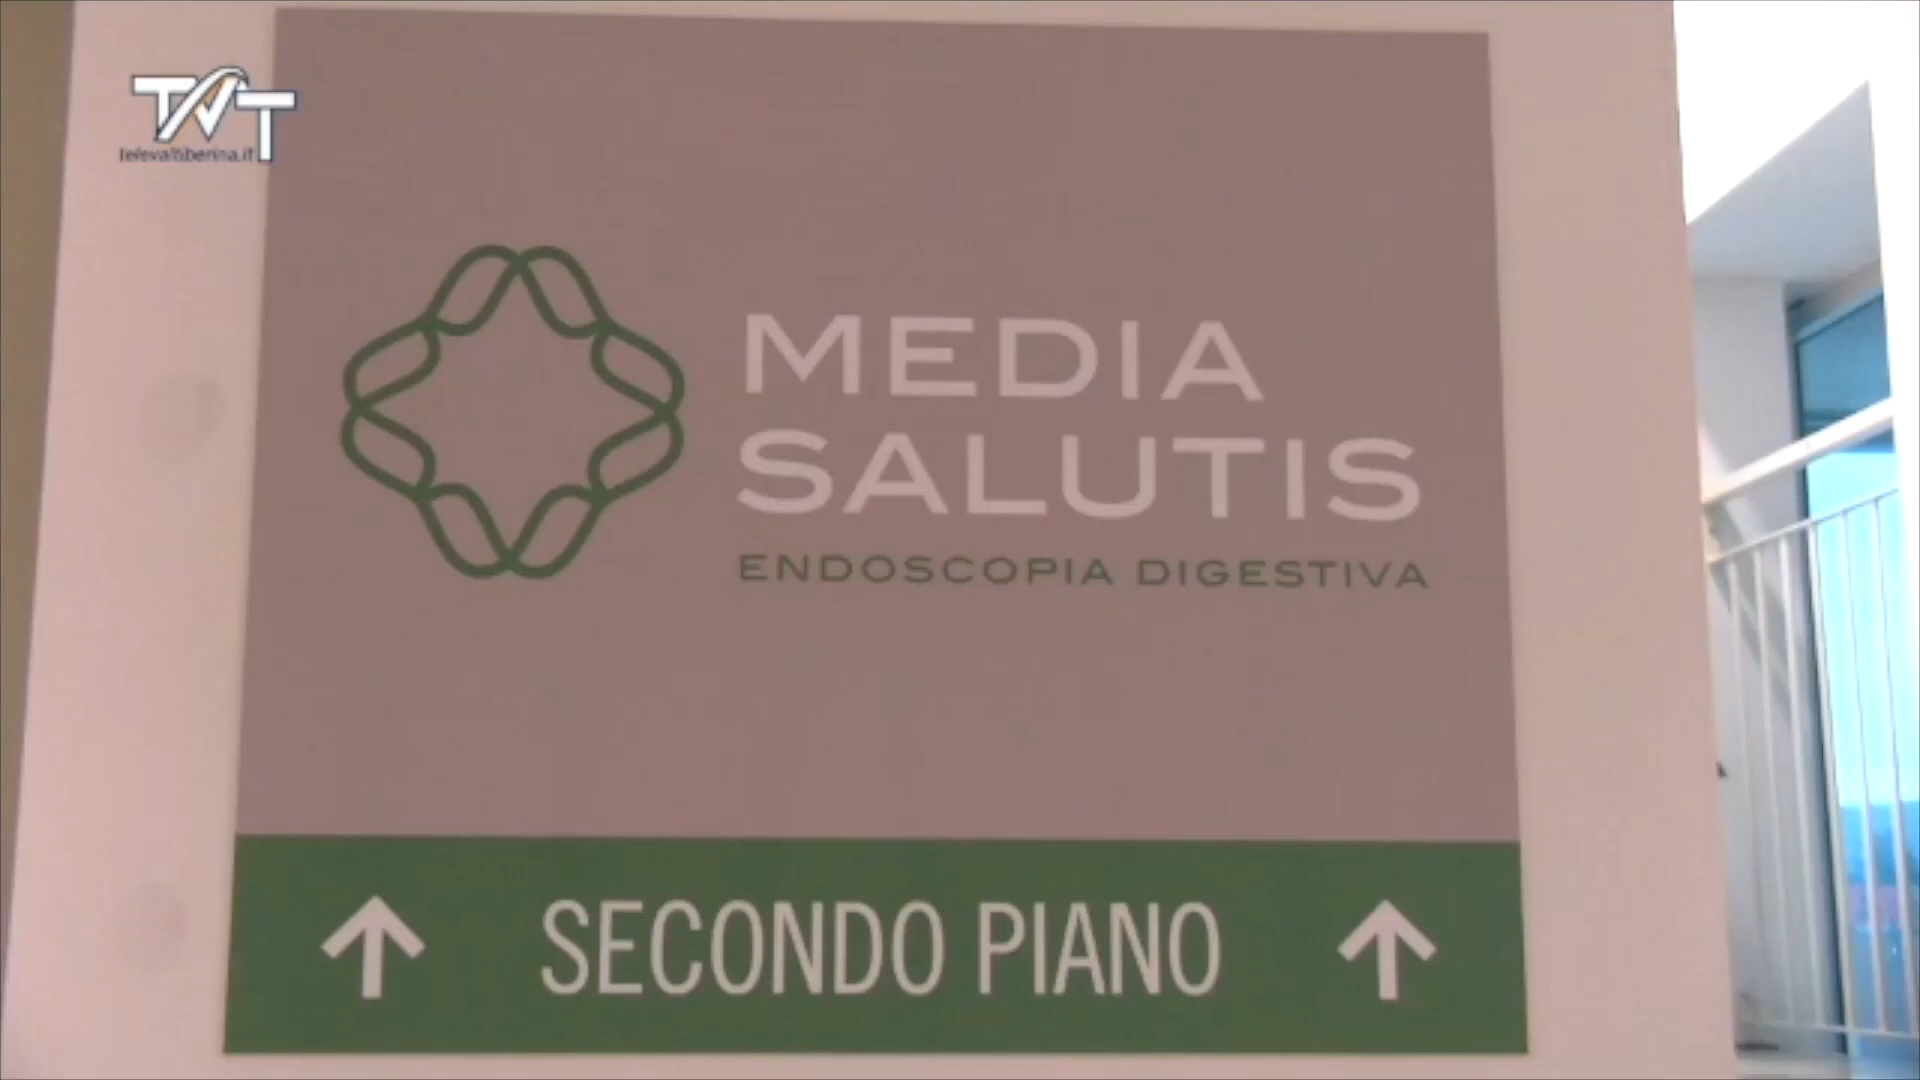 TVT
televaltiberina.it
MEDIA
SALUTIS
ENDOSCOPIA DIGESTIVA
SECONDO PIANO